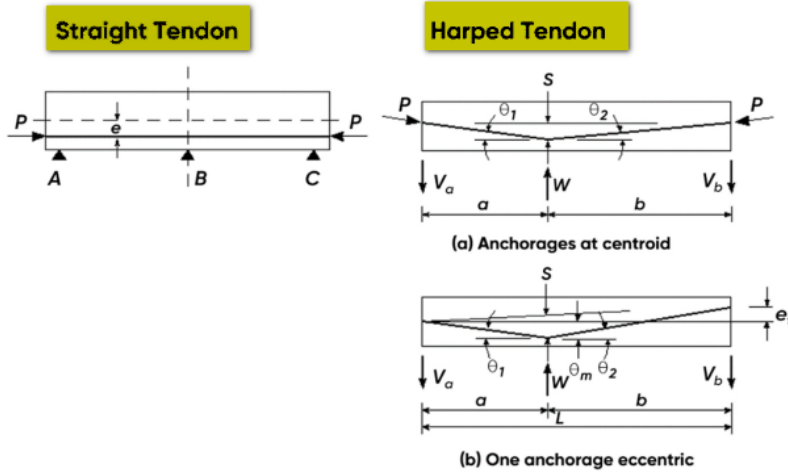 Straight Tendon
Harped Tendon
P
e
P
A
B
C
S
P
θ1
θ2
P
Va
W
Vb
a
b
(a) Anchorages at centroid
S
e
θ1
θm
θ2
Va
W
Vb
a
b
L
(b) One anchorage eccentric